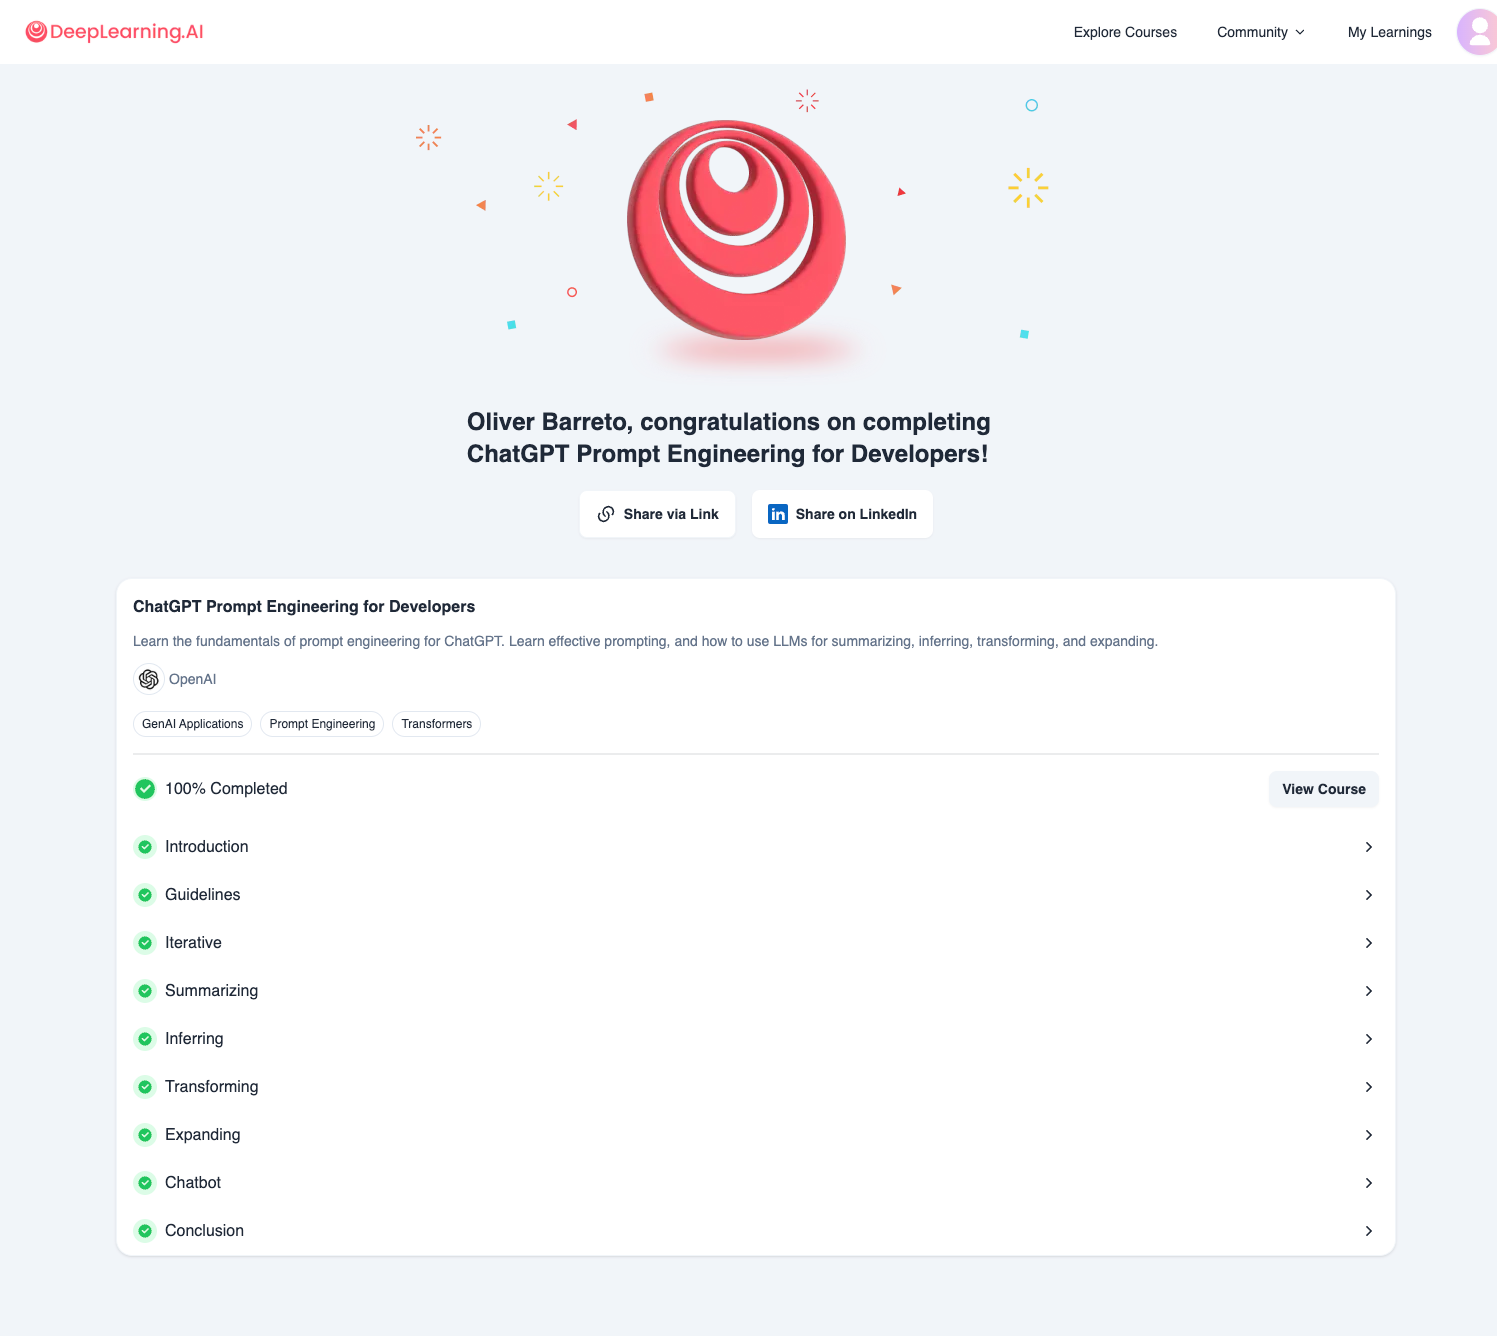 DeepLearning.AI
Explore Courses
Community
My Learnings
Oliver Barreto, congratulations on completing
ChatGPT Prompt Engineering for Developers!
Share via Link
Share on LinkedIn
ChatGPT Prompt Engineering for Developers
Learn the fundamentals of prompt engineering for ChatGPT. Learn effective prompting, and how to use LLMs for summarizing, inferring, transforming, and expanding.
OpenAI
GenAI Applications
Prompt Engineering
Transformers
100% Completed
View Course
Introduction
Guidelines
Iterative
Summarizing
Inferring
Transforming
Expanding
Chatbot
Conclusion